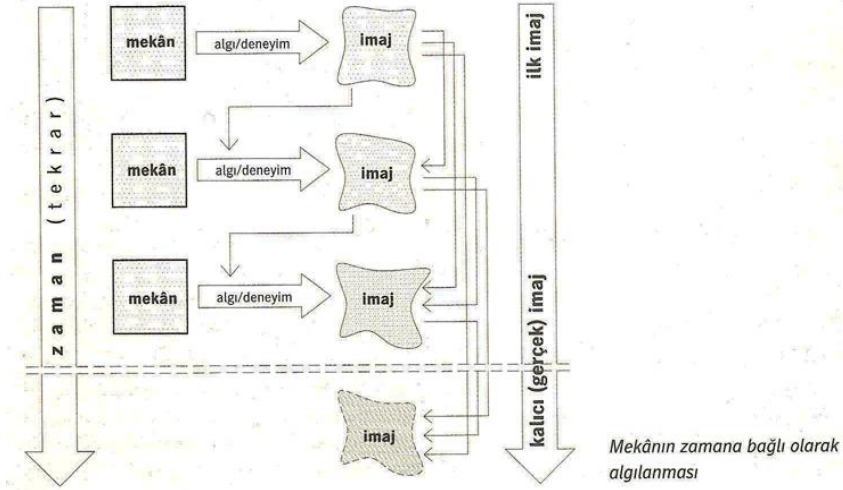 zaman (tekrar)
mekân
algı/deneyim
imaj
mekân
algı/deneyim
imaj
mekân
algı/deneyim
imaj
imaj
ilk imaj
kalıcı (gerçek) imaj
Mekânın zamana bağlı olarak
algılanması